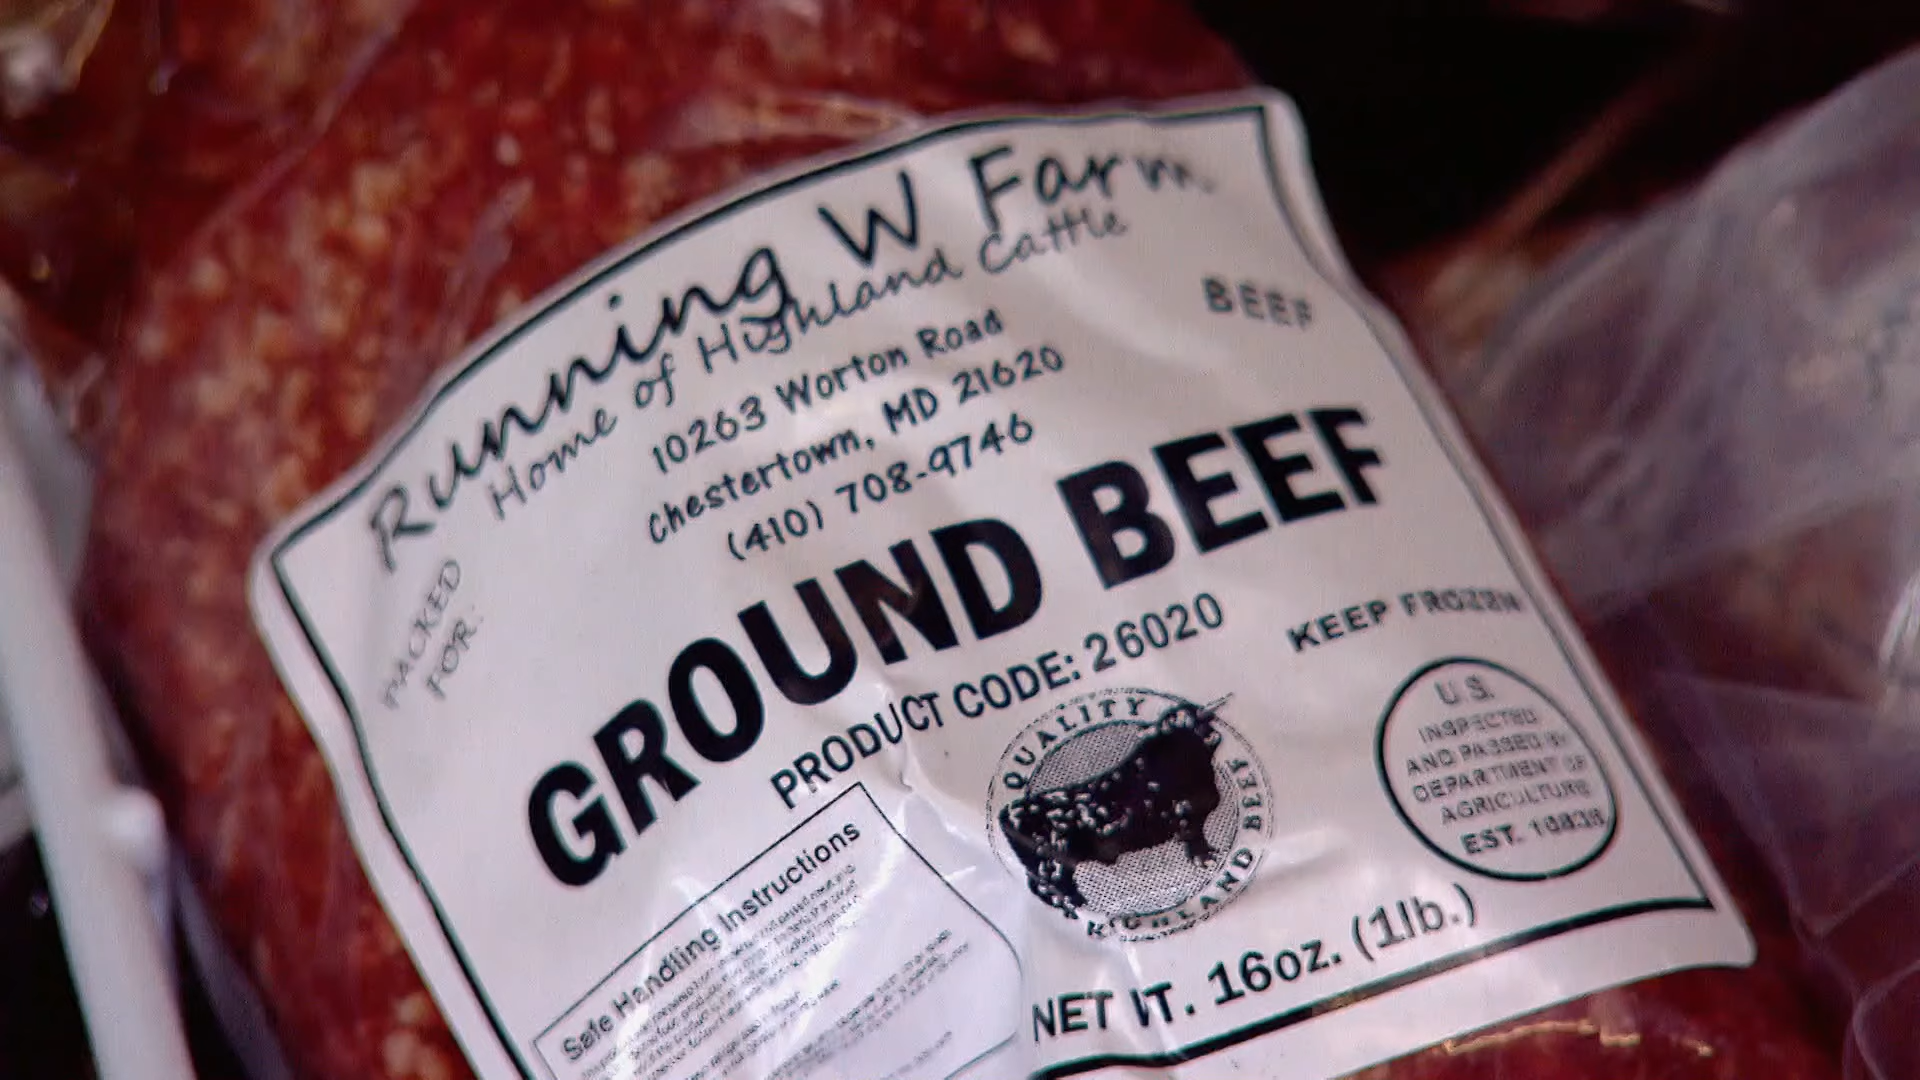 Running W Farm
Home of Highland Cattle
10263 Worton Road
Chestertown, MD 21620
(410) 708-9746
BEEF
PACKED
FOR:
GROUND BEEF
PRODUCT CODE: 26020
KEEP FROZEN
QUALITY
HIGHLAND BEEF
U.S.
INSPECTED
AND PASSED BY
DEPARTMENT OF
AGRICULTURE
EST.
Safe Handling Instructions
NET WT. 16oz. (1lb.)